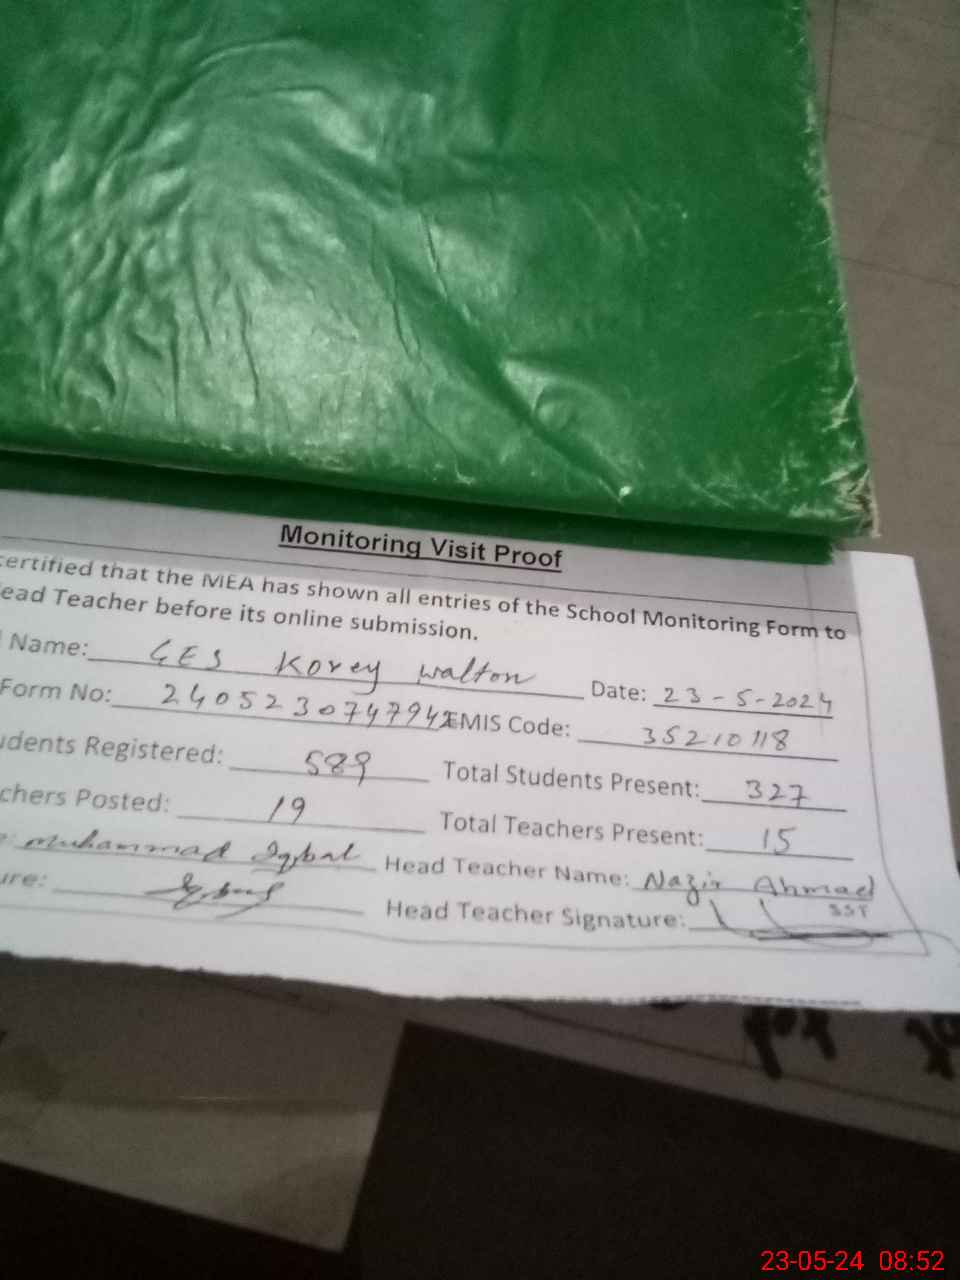 Monitoring Visit Proof
certified that the MEA has shown all entries of the School Monitoring Form to
ead Teacher before its online submission.
Name: GES Korey Walton Date: 23-5-2024
Form No: 2405230747942 EMIS Code: 35210118
udents Registered: 589 Total Students Present: 327
chers Posted: 19 Total Teachers Present: 15
: Muhammad Iqbal Head Teacher Name: Nazir Ahmad
SST
ure: Head Teacher Signature:
23-05-24 08:52